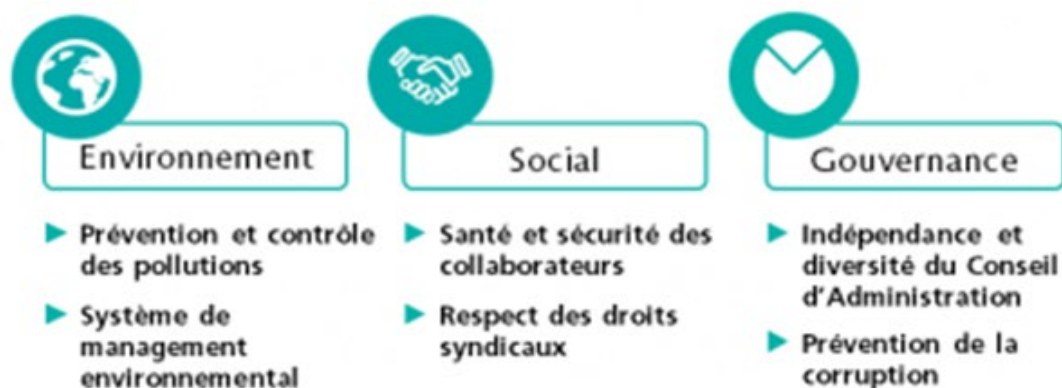 Environnement
Prévention et contrôle
des pollutions
Système de
management
environnemental
Social
Santé et sécurité des
collaborateurs
Respect des droits
syndicaux
Gouvernance
Indépendance et
diversité du Conseil
d'Administration
Prévention de la
corruption